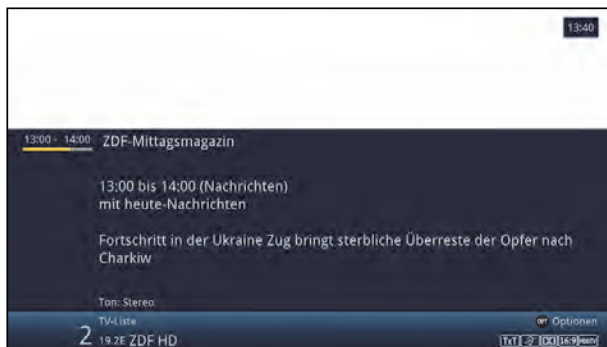 13:40
13:00 - 14:00 ZDF-Mittagsmagazin
13:00 bis 14:00 (Nachrichten)
mit heute-Nachrichten
Fortschritt in der Ukraine Zug bringt sterbliche Überreste der Opfer nach
Charkiw
Ton: Stereo
TV-Liste
OPT Optionen
2 19.2E ZDF HD
TXT 16:9 HDTV